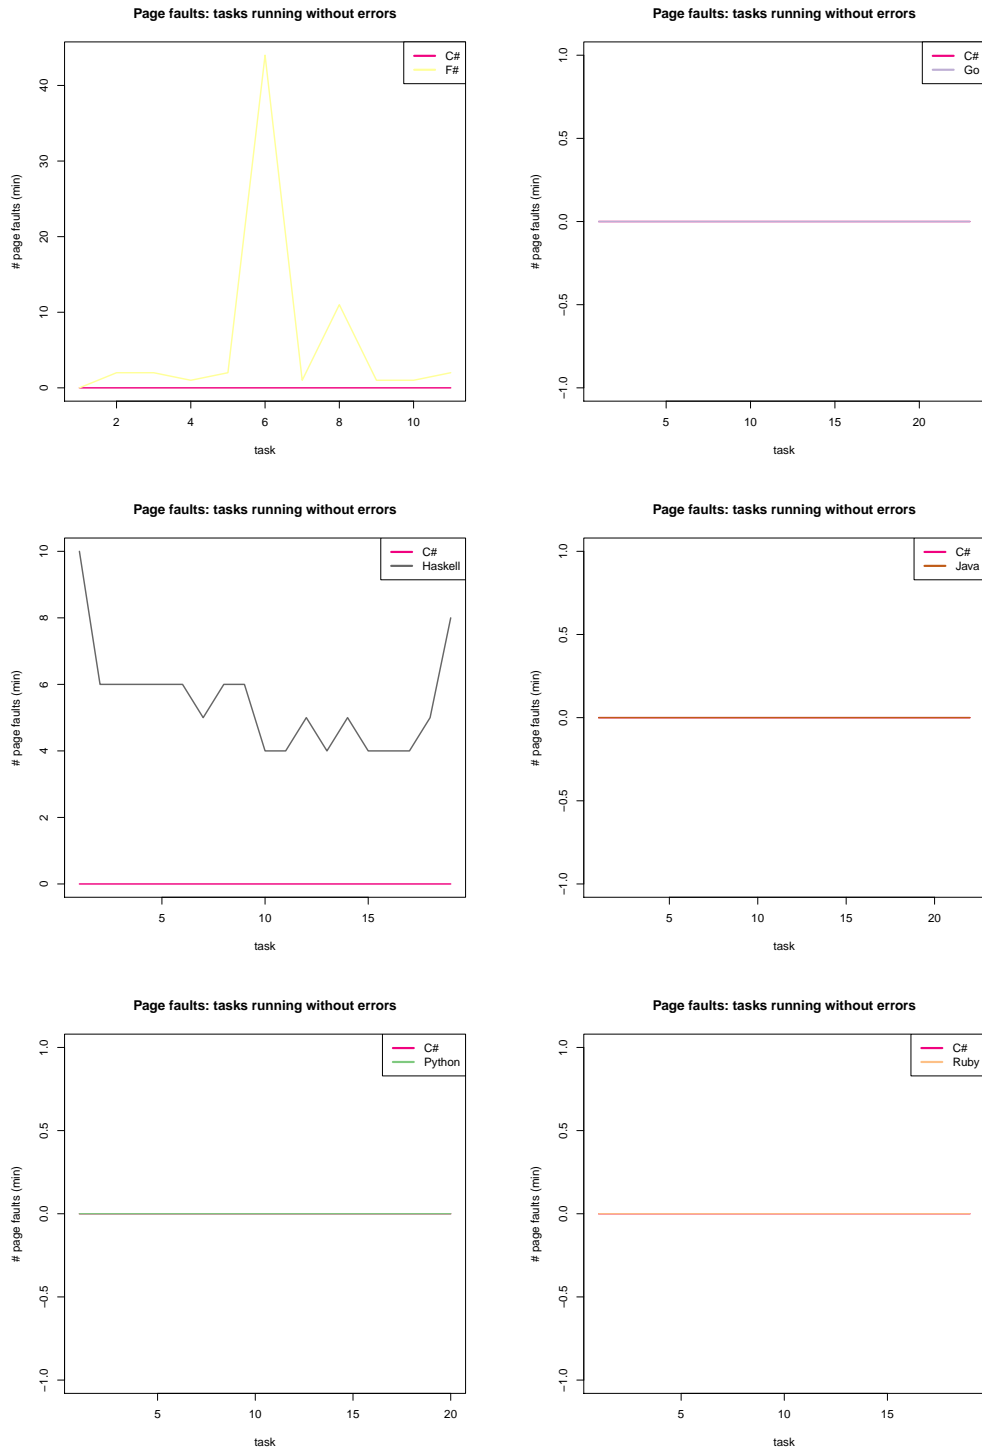 Page faults: tasks running without errors
C#
F#
# page faults (min)
40
30
20
10
0
2 4 6 8 10
task
Page faults: tasks running without errors
C#
Go
# page faults (min)
1.0
0.5
0.0
−0.5
−1.0
5 10 15 20
task
Page faults: tasks running without errors
C#
Haskell
# page faults (min)
10
8
6
4
2
0
5 10 15
task
Page faults: tasks running without errors
C#
Java
# page faults (min)
1.0
0.5
0.0
−0.5
−1.0
5 10 15 20
task
Page faults: tasks running without errors
C#
Python
# page faults (min)
1.0
0.5
0.0
−0.5
−1.0
5 10 15 20
task
Page faults: tasks running without errors
C#
Ruby
# page faults (min)
1.0
0.5
0.0
−0.5
−1.0
5 10 15
task